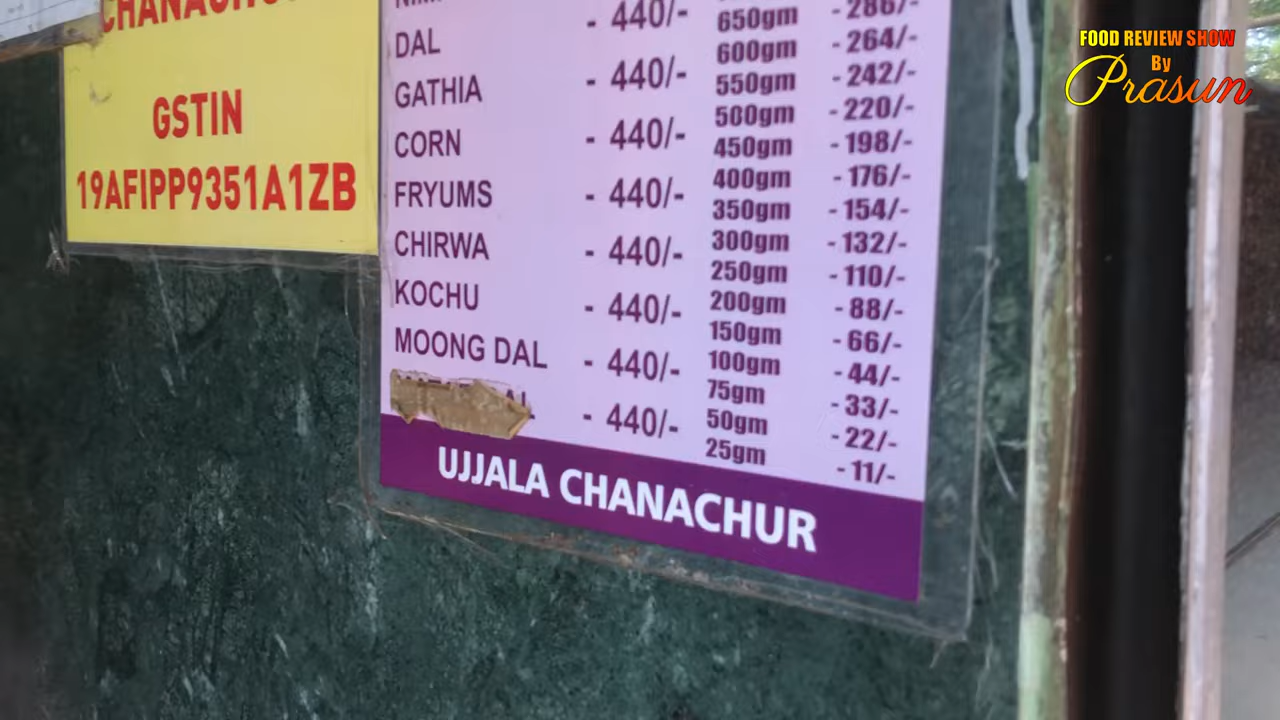 GSTIN
19AFIPP9351A1ZB
DAL - 440/-
GATHIA - 440/-
CORN - 440/-
FRYUMS - 440/-
CHIRWA - 440/-
KOCHU - 440/-
MOONG DAL - 440/-
- 440/-
650gm - 286/-
600gm - 264/-
550gm - 242/-
500gm - 220/-
450gm - 198/-
400gm - 176/-
350gm - 154/-
300gm - 132/-
250gm - 110/-
200gm - 88/-
150gm - 66/-
100gm - 44/-
75gm - 33/-
50gm - 22/-
25gm - 11/-
UJJALA CHANACHUR
FOOD REVIEW SHOW
By
Prasun